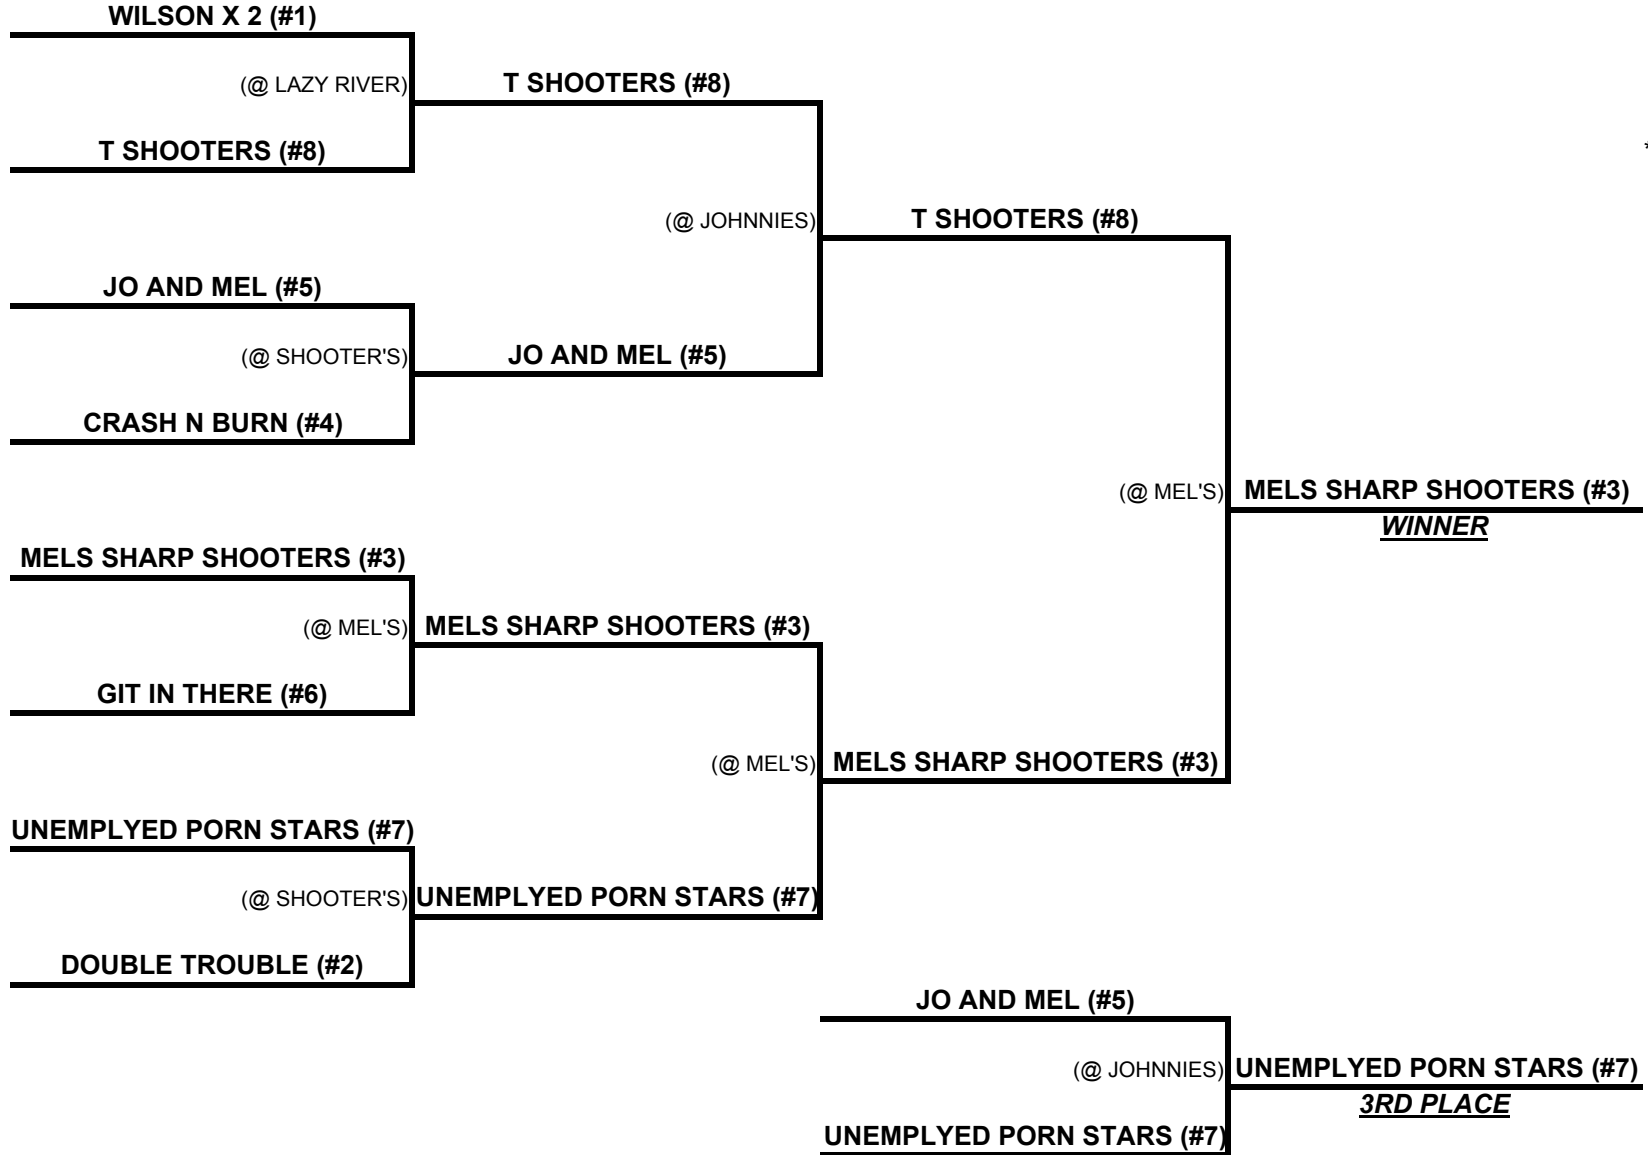 WILSON X 2 (#1)
(@ LAZY RIVER)
T SHOOTERS (#8)
T SHOOTERS (#8)
*
(@ JOHNNIES)
T SHOOTERS (#8)
JO AND MEL (#5)
(@ SHOOTER'S)
JO AND MEL (#5)
CRASH N BURN (#4)
(@ MEL'S)
MELS SHARP SHOOTERS (#3)
WINNER
MELS SHARP SHOOTERS (#3)
(@ MEL'S)
MELS SHARP SHOOTERS (#3)
GIT IN THERE (#6)
(@ MEL'S)
MELS SHARP SHOOTERS (#3)
UNEMPLYED PORN STARS (#7)
(@ SHOOTER'S)
UNEMPLYED PORN STARS (#7)
DOUBLE TROUBLE (#2)
JO AND MEL (#5)
(@ JOHNNIES)
UNEMPLYED PORN STARS (#7)
3RD PLACE
UNEMPLYED PORN STARS (#7)